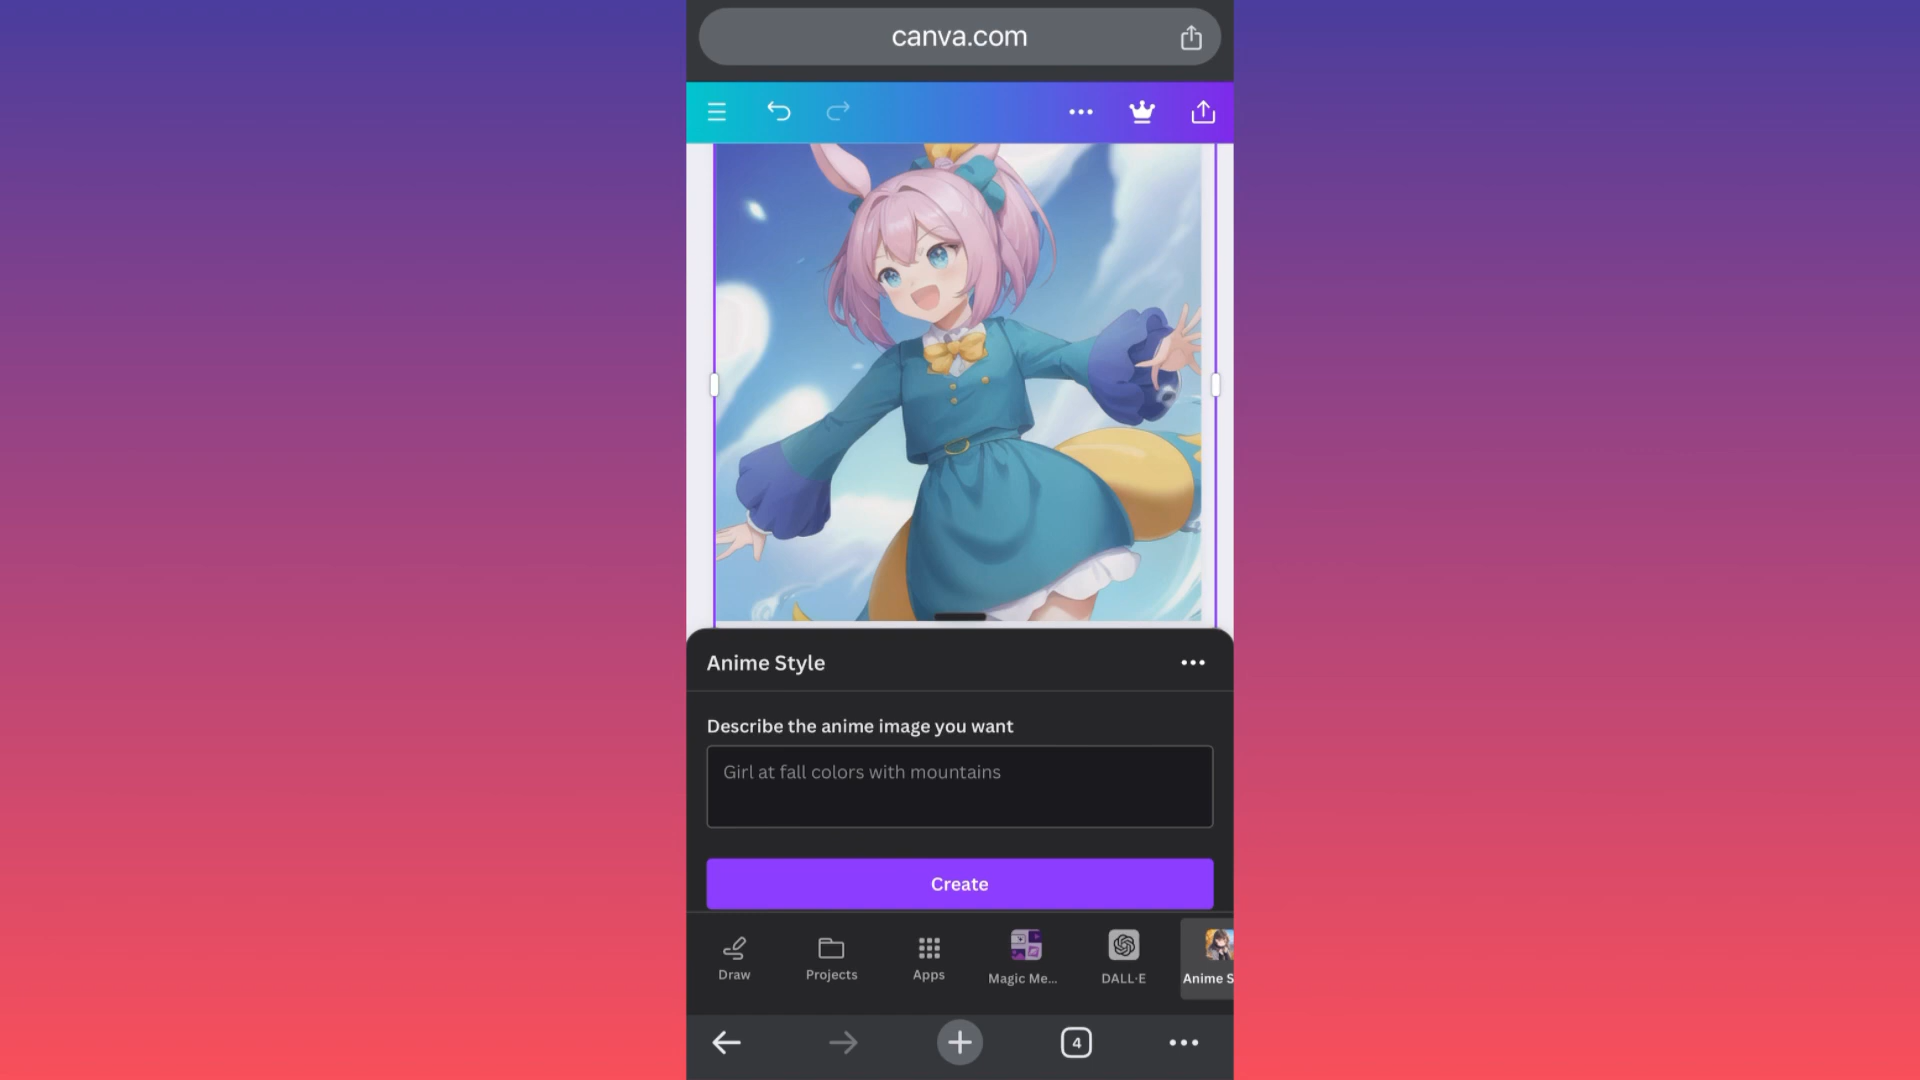 canva.com
Anime Style
Describe the anime image you want
Girl at fall colors with mountains
Create
Draw
Projects
Apps
Magic Me...
DALL·E
Anime S
4